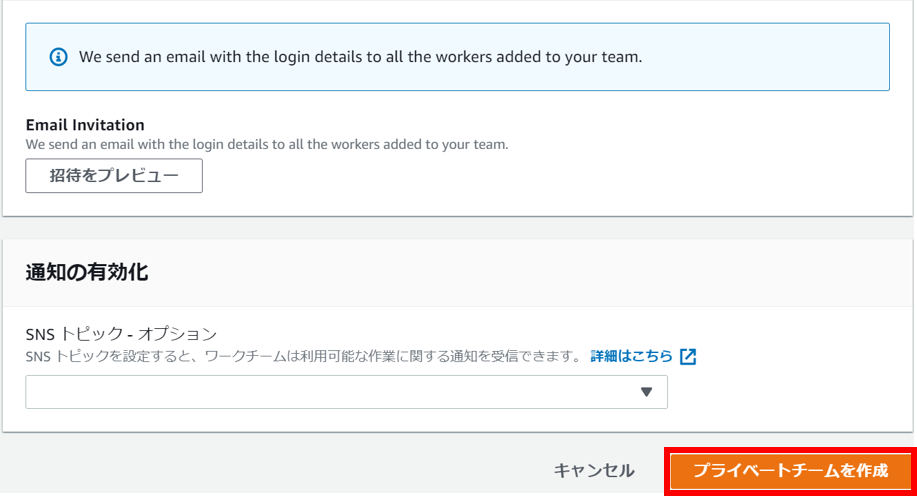 We send an email with the login details to all the workers added to your team.
Email Invitation
We send an email with the login details to all the workers added to your team.
招待をプレビュー
通知の有効化
SNS トピック - オプション
SNS トピックを設定すると、ワークチームは利用可能な作業に関する通知を受信できます。 詳細はこちら
キャンセル プライベートチームを作成